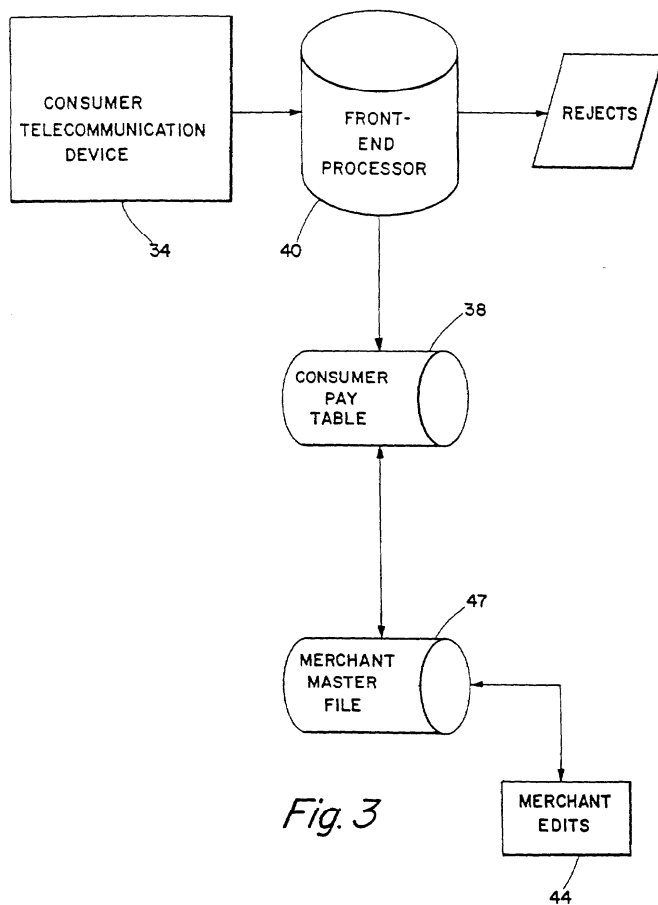 CONSUMER
TELECOMMUNICATION
DEVICE
34
FRONT-
END
PROCESSOR
40
REJECTS
38
CONSUMER
PAY
TABLE
47
MERCHANT
MASTER
FILE
MERCHANT
EDITS
44
Fig. 3